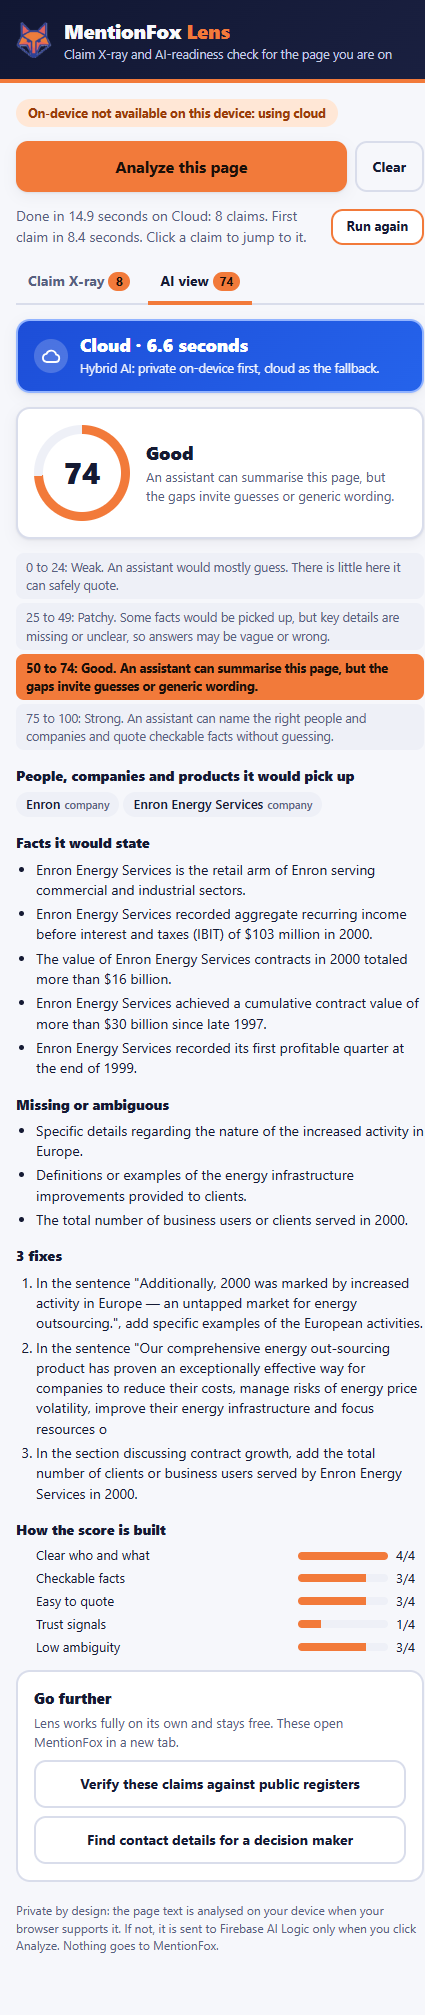 MentionFox Lens
Claim X-ray and AI-readiness check for the page you are on
On-device not available on this device: using cloud
Analyze this page
Clear
Done in 14.9 seconds on Cloud: 8 claims. First
claim in 8.4 seconds. Click a claim to jump to it.
Run again
Claim X-ray 8
AI view 74
Cloud · 6.6 seconds
Hybrid AI: private on-device first, cloud as the fallback.
74
Good
An assistant can summarise this page, but
the gaps invite guesses or generic wording.
0 to 24: Weak. An assistant would mostly guess. There is little here it
can safely quote.
25 to 49: Patchy. Some facts would be picked up, but key details are
missing or unclear, so answers may be vague or wrong.
50 to 74: Good. An assistant can summarise this page, but the
gaps invite guesses or generic wording.
75 to 100: Strong. An assistant can name the right people and
companies and quote checkable facts without guessing.
People, companies and products it would pick up
Enron company
Enron Energy Services company
Facts it would state
• Enron Energy Services is the retail arm of Enron serving
commercial and industrial sectors.
• Enron Energy Services recorded aggregate recurring income
before interest and taxes (IBIT) of $103 million in 2000.
• The value of Enron Energy Services contracts in 2000 totaled
more than $16 billion.
• Enron Energy Services achieved a cumulative contract value of
more than $30 billion since late 1997.
• Enron Energy Services recorded its first profitable quarter at
the end of 1999.
Missing or ambiguous
• Specific details regarding the nature of the increased activity in
Europe.
• Definitions or examples of the energy infrastructure
improvements provided to clients.
• The total number of business users or clients served in 2000.
3 fixes
1. In the sentence "Additionally, 2000 was marked by increased
activity in Europe — an untapped market for energy
outsourcing.", add specific examples of the European activities.
2. In the sentence "Our comprehensive energy out-sourcing
product has proven an exceptionally effective way for
companies to reduce their costs, manage risks of energy price
volatility, improve their energy infrastructure and focus
resources o
3. In the section discussing contract growth, add the total
number of clients or business users served by Enron Energy
Services in 2000.
How the score is built
Clear who and what 4/4
Checkable facts 3/4
Easy to quote 3/4
Trust signals 1/4
Low ambiguity 3/4
Go further
Lens works fully on its own and stays free. These open
MentionFox in a new tab.
Verify these claims against public registers
Find contact details for a decision maker
Private by design: the page text is analysed on your device when your
browser supports it. If not, it is sent to Firebase AI Logic only when you click
Analyze. Nothing goes to MentionFox.